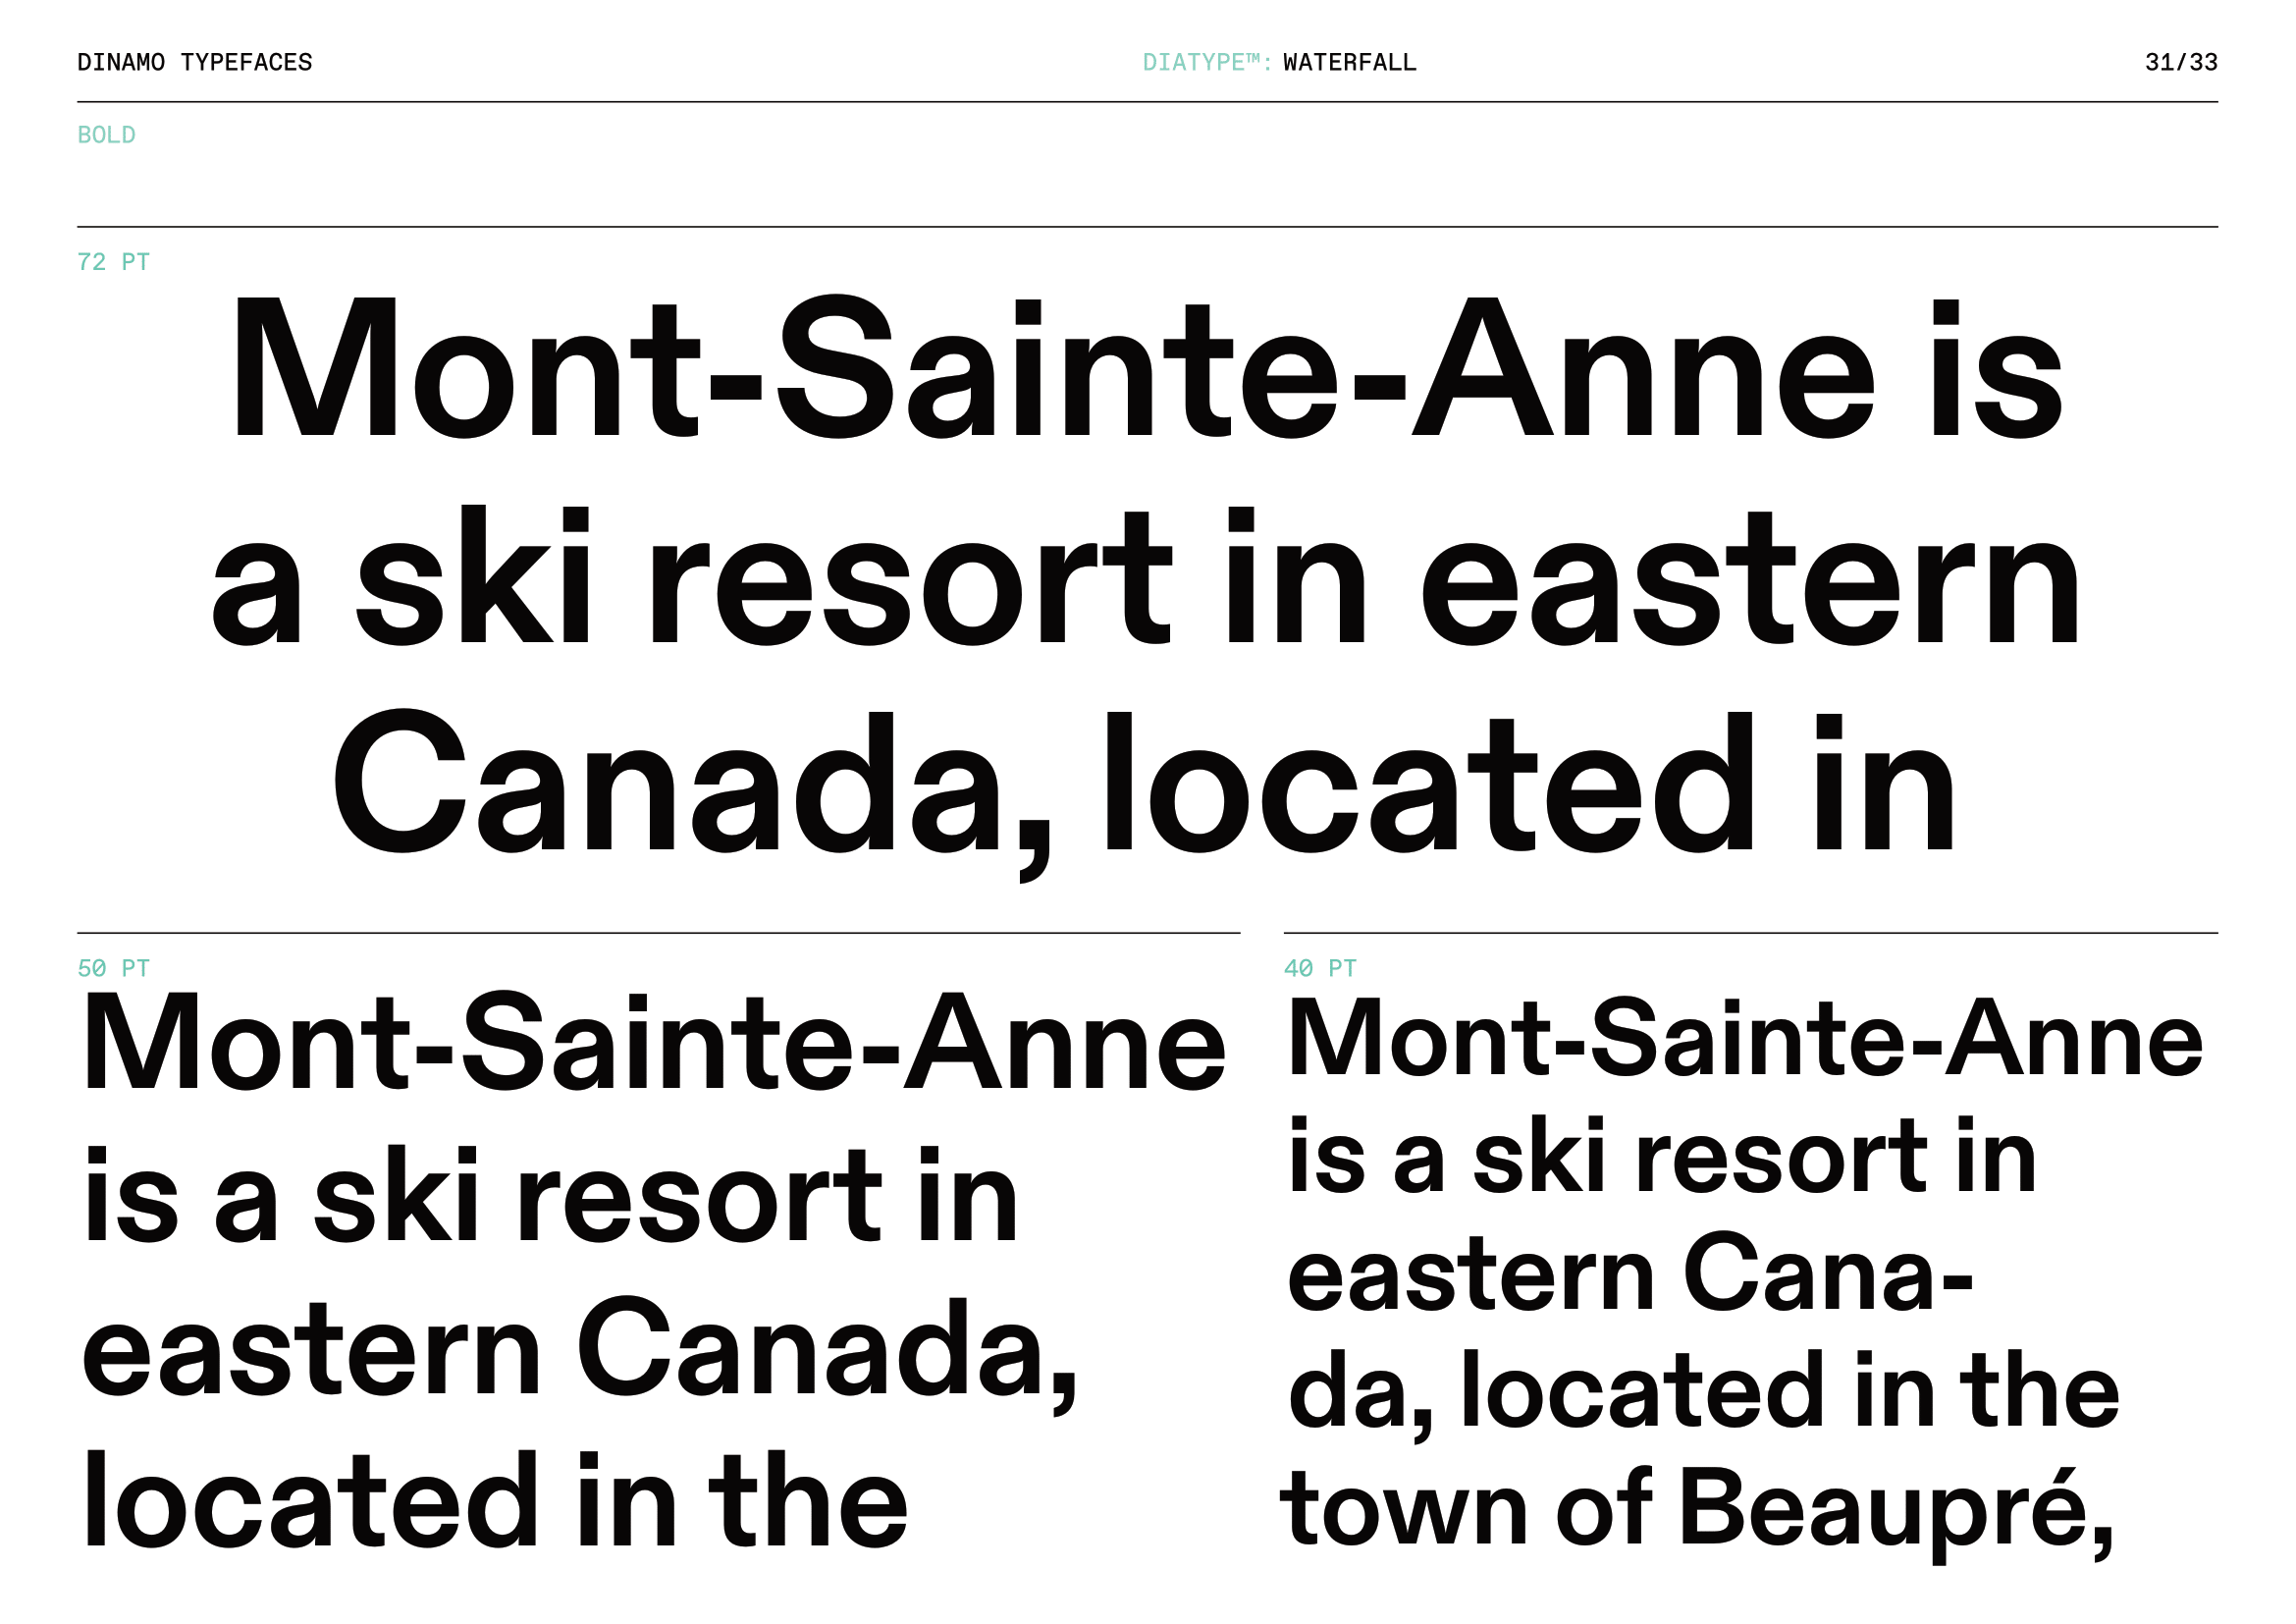 DINAMO TYPEFACES
DIATYPE™: WATERFALL
31/33
BOLD
72 PT
Mont-Sainte-Anne is
a ski resort in eastern
Canada, located in
50 PT
Mont-Sainte-Anne
is a ski resort in
eastern Canada,
located in the
40 PT
Mont-Sainte-Anne
is a ski resort in
eastern Cana-
da, located in the
town of Beaupré,